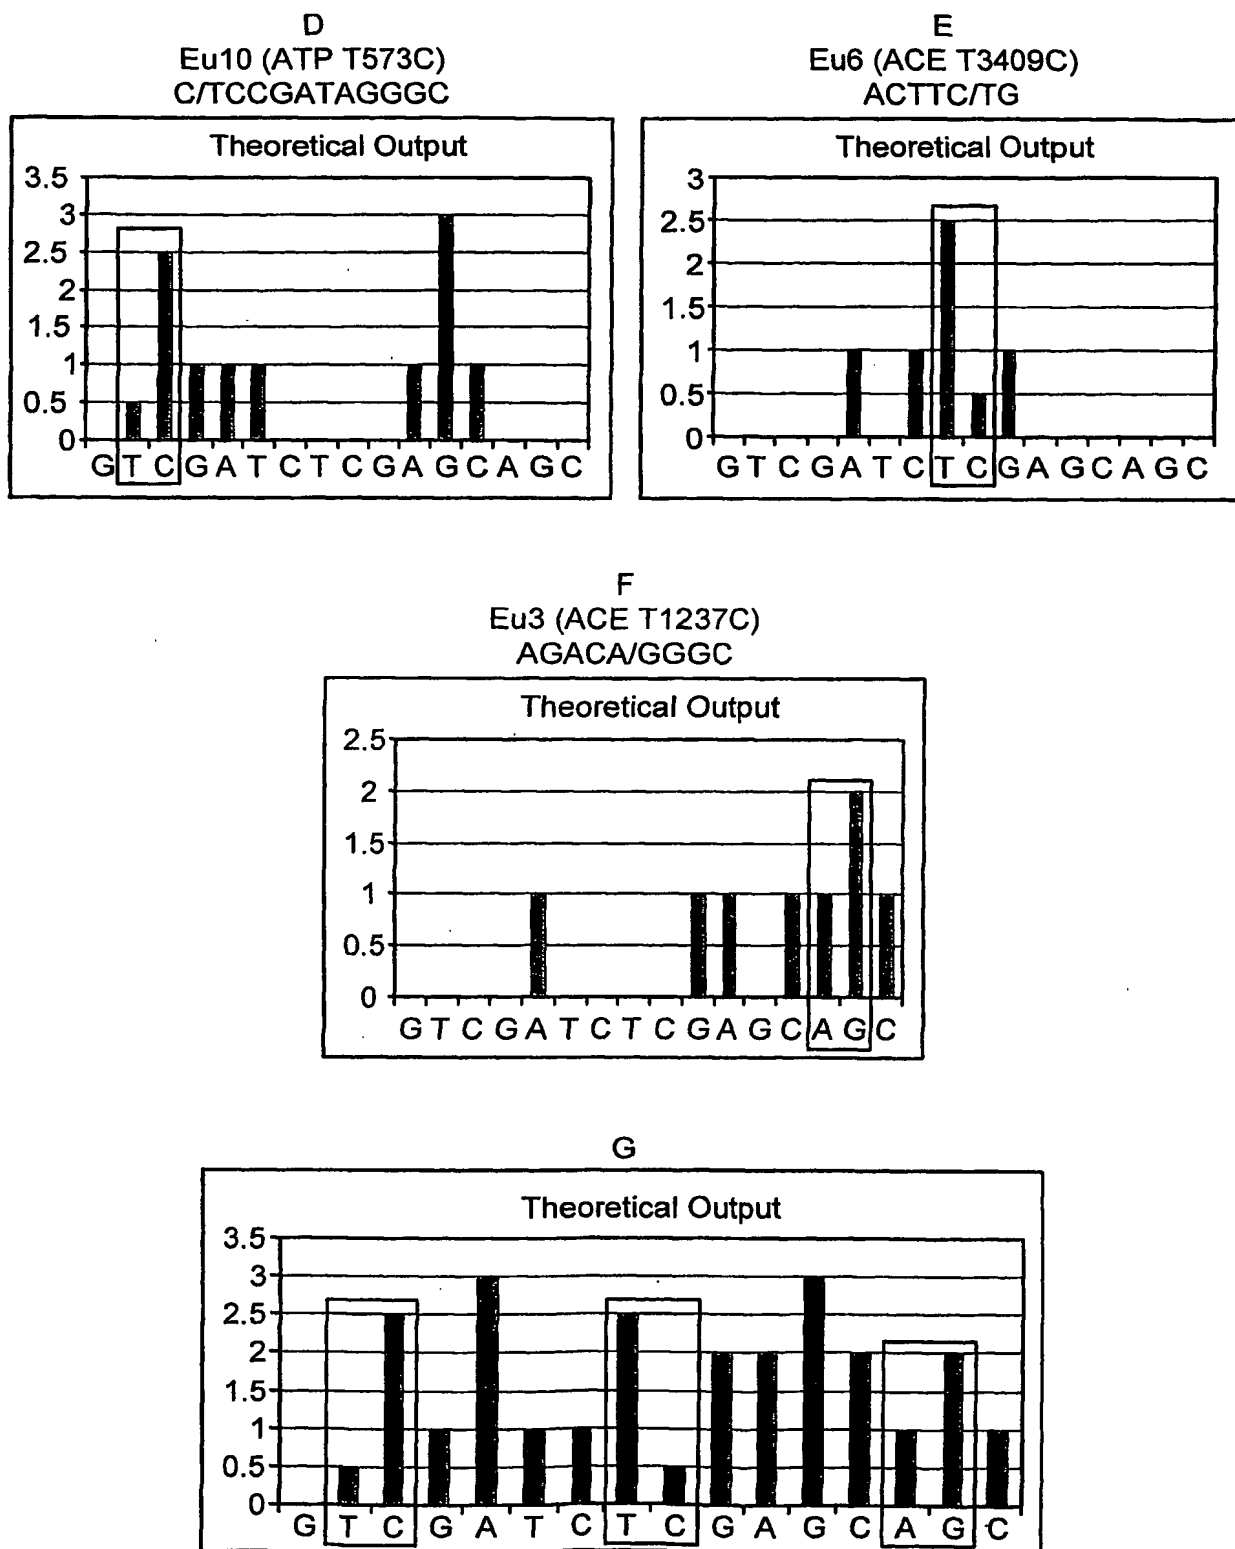 D
Eu10 (ATP T573C)
C/TCCGATAGGGC
Theoretical Output
3.5
3
2.5
2
1.5
1
0.5
0
G T C G A T C T C G A G C A G C
E
Eu6 (ACE T3409C)
ACTTC/TG
Theoretical Output
3
2.5
2
1.5
1
0.5
0
G T C G A T C T C G A G C A G C
F
Eu3 (ACE T1237C)
AGACA/GGGC
Theoretical Output
2.5
2
1.5
1
0.5
0
G T C G A T C T C G A G C A G C
G
Theoretical Output
3.5
3
2.5
2
1.5
1
0.5
0
G T C G A T C T C G A G C A G C